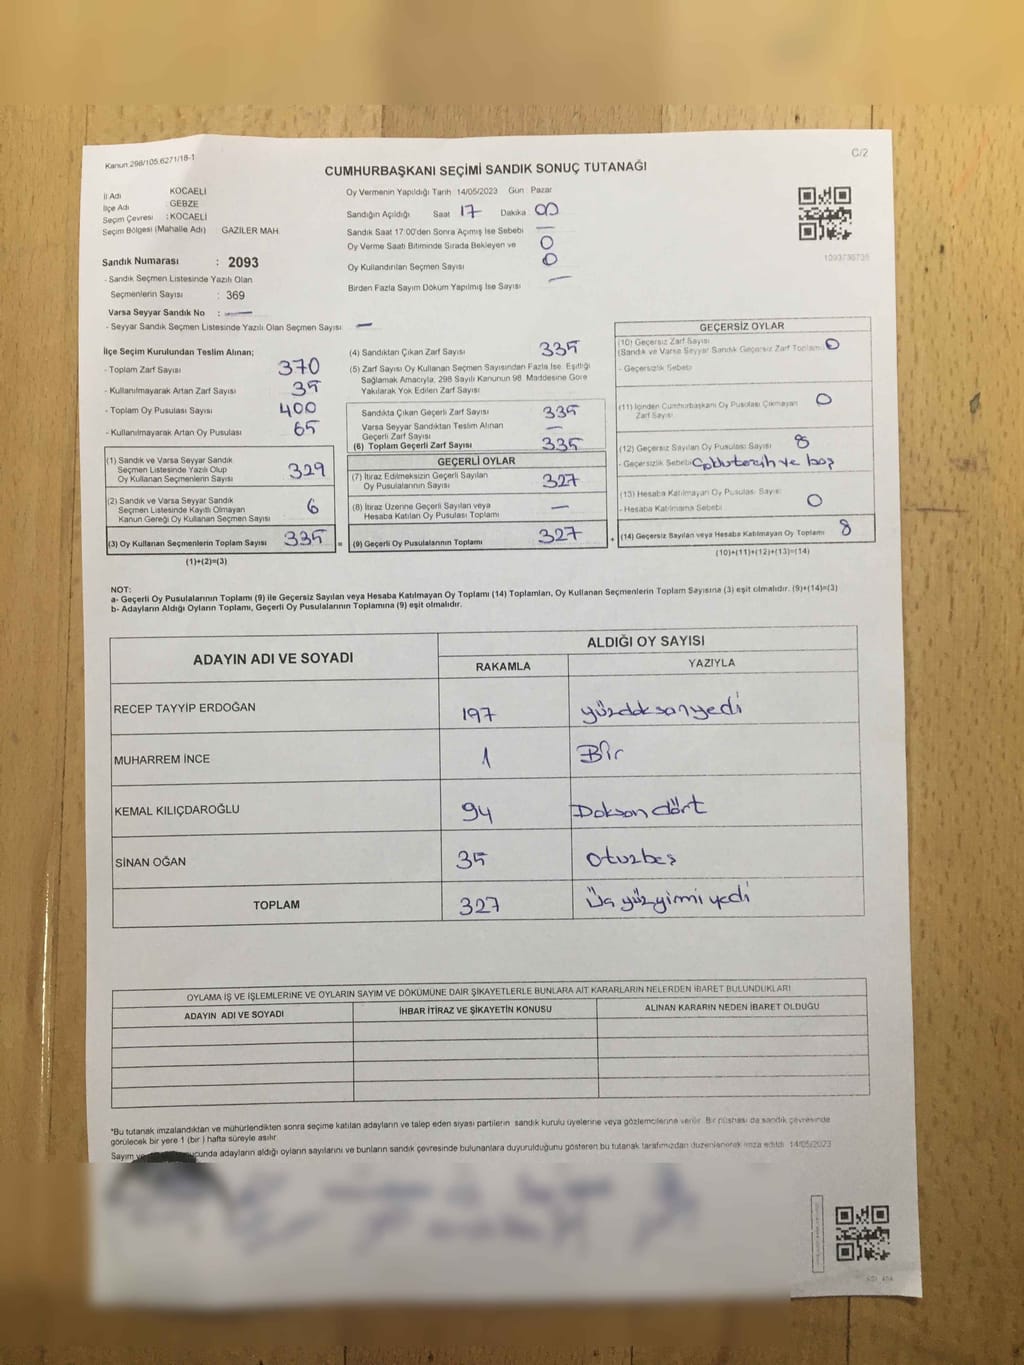 Kanun:298/105.6271/18-1
C/2
CUMHURBAŞKANI SEÇİMİ SANDIK SONUÇ TUTANAĞI
İl Adı KOCAELİ
İlçe Adı GEBZE
Seçim Çevresi : KOCAELİ
Seçim Bölgesi (Mahalle Adı) : GAZİLER MAH.
Sandık Numarası : 2093
- Sandık Seçmen Listesinde Yazılı Olan
Seçmenlerin Sayısı : 369
Varsa Seyyar Sandık No : —
- Seyyar Sandık Seçmen Listesinde Yazılı Olan Seçmen Sayısı —
Oy Vermenin Yapıldığı Tarih 14/05/2023 Gün : Pazar
Sandığın Açıldığı Saat 17 Dakika 00
Sandık Saat 17:00'den Sonra Açımış İse Sebebi —
Oy Verme Saati Bitiminde Sırada Bekleyen ve 0
Oy Kullandırılan Seçmen Sayısı 0
Birden Fazla Sayım Döküm Yapılmış İse Sayısı —
1093736735
İlçe Seçim Kurulundan Teslim Alınan;
- Toplam Zarf Sayısı 370
- Kullanılmayarak Artan Zarf Sayısı 35
- Toplam Oy Pusulası Sayısı 400
- Kullanılmayarak Artan Oy Pusulası 65
(1) Sandık ve Varsa Seyyar Sandık
Seçmen Listesinde Yazılı Olup
Oy Kullanan Seçmenlerin Sayısı 329
(2) Sandık ve Varsa Seyyar Sandık
Seçmen Listesinde Kayıtlı Olmayan
Kanun Gereği Oy Kullanan Seçmen Sayısı 6
(3) Oy Kullanan Seçmenlerin Toplam Sayısı 335 =
(1)+(2)=(3)
(4) Sandıktan Çıkan Zarf Sayısı 335
(5) Zarf Sayısı Oy Kullanan Seçmen Sayısından Fazla İse, Eşitliği
Sağlamak Amacıyla, 298 Sayılı Kanunun 98. Maddesine Göre
Yakılarak Yok Edilen Zarf Sayısı
Sandıkta Çıkan Geçerli Zarf Sayısı 335
Varsa Seyyar Sandıktan Teslim Alınan
Geçerli Zarf Sayısı —
(6) Toplam Geçerli Zarf Sayısı 335
GEÇERLİ OYLAR
(7) İtiraz Edilmeksizin Geçerli Sayılan
Oy Pusulalarının Sayısı 327
(8) İtiraz Üzerine Geçerli Sayılan veya
Hesaba Katılan Oy Pusulası Toplamı —
(9) Geçerli Oy Pusulalarının Toplamı 327 +
GEÇERSİZ OYLAR
(10) Geçersiz Zarf Sayısı
(Sandık ve Varsa Seyyar Sandık Geçersiz Zarf Toplamı) 0
- Geçersizlik Sebebi
(11) İçinden Cumhurbaşkanı Oy Pusulası Çıkmayan
Zarf Sayısı 0
(12) Geçersiz Sayılan Oy Pusulası Sayısı 8
- Geçersizlik Sebebi Çoklu tercih ve boş
(13) Hesaba Katılmayan Oy Pusulası Sayısı
- Hesaba Katılmama Sebebi 0
(14) Geçersiz Sayılan veya Hesaba Katılmayan Oy Toplamı 8
(10)+(11)+(12)+(13)=(14)
NOT:
a- Geçerli Oy Pusulalarının Toplamı (9) ile Geçersiz Sayılan veya Hesaba Katılmayan Oy Toplamı (14) Toplamları, Oy Kullanan Seçmenlerin Toplam Sayısına (3) eşit olmalıdır. (9)+(14)=(3)
b- Adayların Aldığı Oyların Toplamı, Geçerli Oy Pusulalarının Toplamına (9) eşit olmalıdır.
ADAYIN ADI VE SOYADI
ALDIĞI OY SAYISI
RAKAMLA YAZIYLA
RECEP TAYYİP ERDOĞAN 197 yüzdoksanyedi
MUHARREM İNCE 1 Bir
KEMAL KILIÇDAROĞLU 94 Doksan dört
SİNAN OĞAN 35 otuzbeş
TOPLAM 327 Üç yüzyirmi yedi
OYLAMA İŞ VE İŞLEMLERİNE VE OYLARIN SAYIM VE DÖKÜMÜNE DAİR ŞİKAYETLERLE BUNLARA AİT KARARLARIN NELERDEN İBARET BULUNDUKLARI
ADAYIN ADI VE SOYADI İHBAR İTİRAZ VE ŞİKAYETİN KONUSU ALINAN KARARIN NEDEN İBARET OLDUĞU
*Bu tutanak imzalandıktan ve mühürlendikten sonra seçime katılan adayların ve talep eden siyasi partilerin sandık kurulu üyelerine veya gözlemcilerine verilir. Bir nüshası da sandık çevresinde
görülecek bir yere 1 (bir ) hafta süreyle asılır.
Sayım adayların aldığı oyların sayılarını ve bunların sandık çevresinde bulunanlara duyurulduğunu gösteren bu tutanak tarafımızdan düzenlenerek imza edildi. 14/05/2023